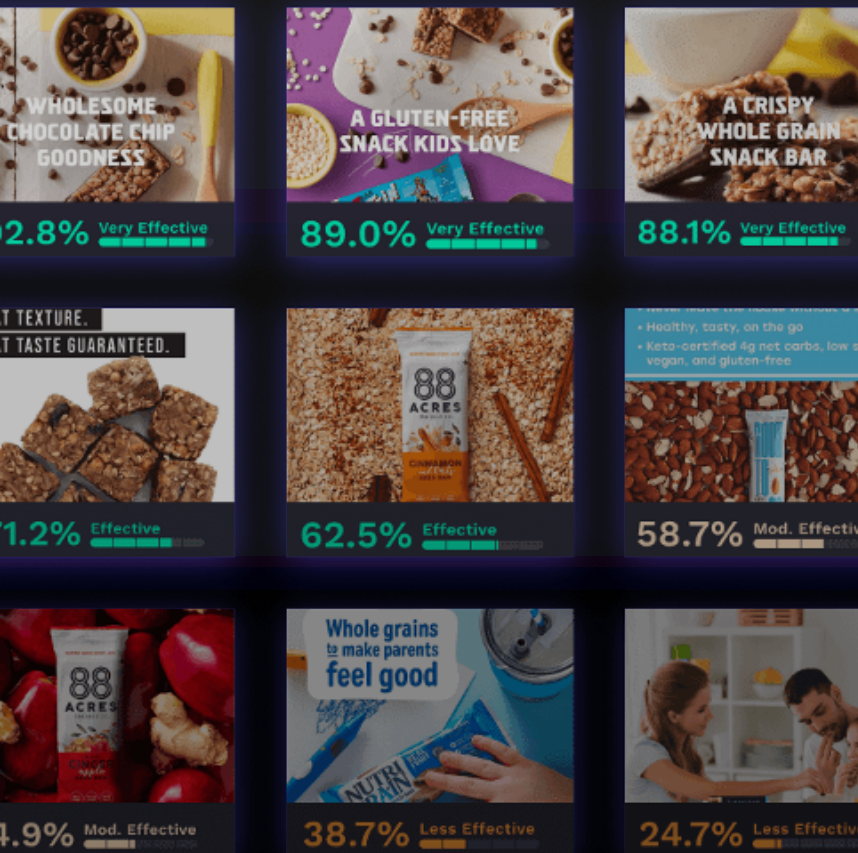 WHOLESOME
CHOCOLATE CHIP
GOODNESS
2.8% Very Effective
A GLUTEN-FREE
SNACK KIDS LOVE
89.0% Very Effective
A CRISPY
WHOLE GRAIN
SNACK BAR
88.1% Very Effective
TEXTURE.
TASTE GUARANTEED.
1.2% Effective
88
ACRES
CINNAMON
62.5% Effective
• Healthy, tasty, on the go
• Keto-certified 4g net carbs, low
vegan, and gluten-free
58.7% Mod.
88
ACRES
GINGER
apple
.9% Mod. Effective
Whole grains
to make parents
feel good
NUTRI
GRAIN
38.7% Less Effective
24.7% Less